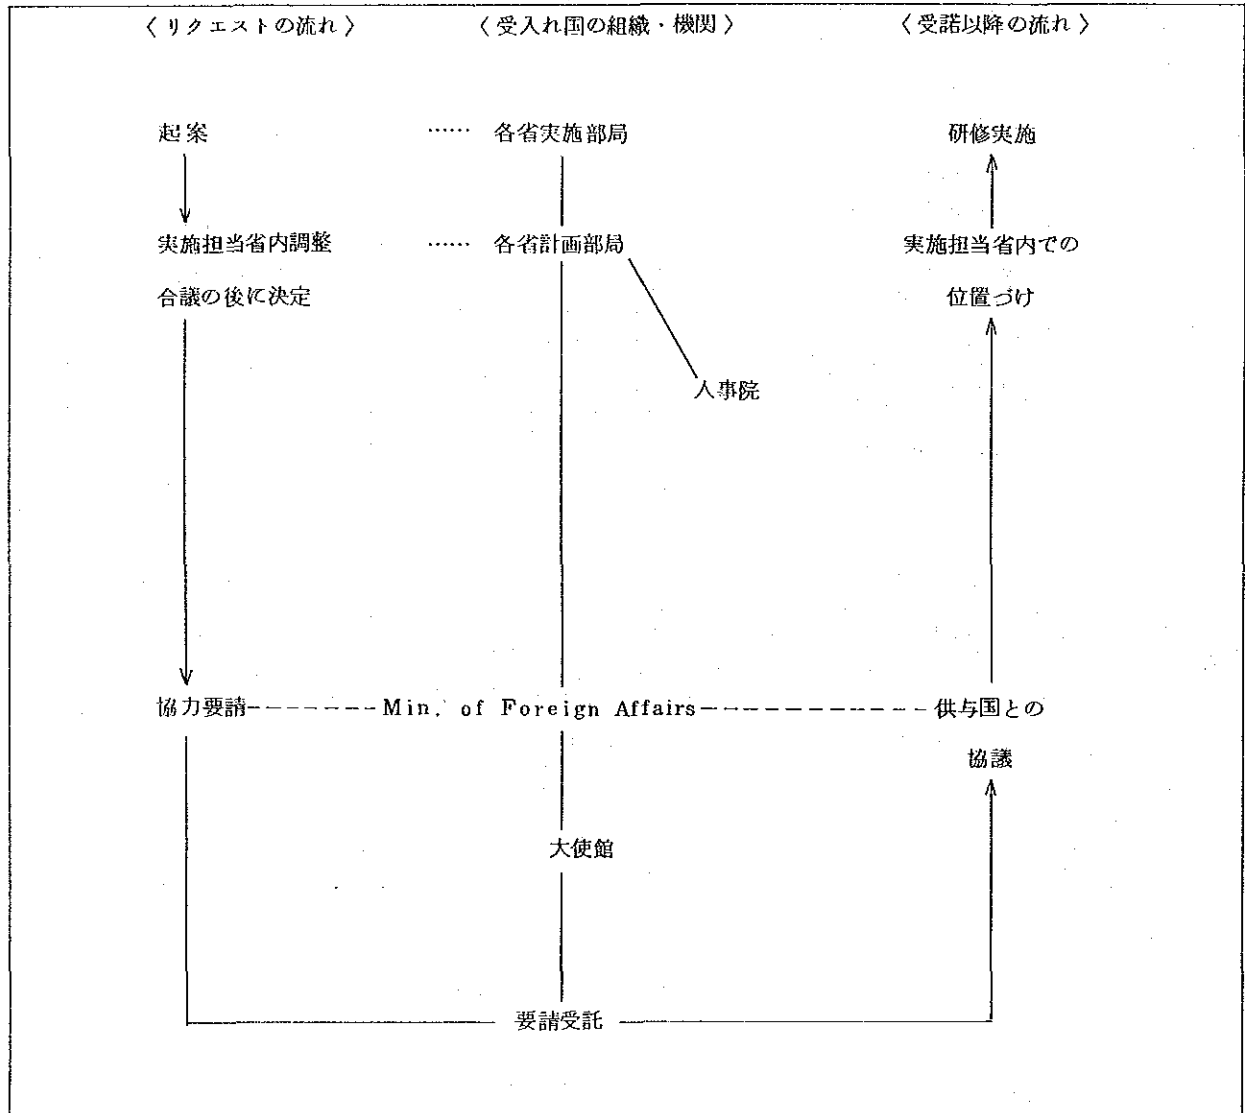 〈リクエストの流れ〉 〈受入れ国の組織・機関〉 〈受諾以降の流れ〉
起案 …… 各省実施部局 研修実施
実施担当省内調整 …… 各省計画部局 実施担当省内での
合議の後に決定 位置づけ
人事院
協力要請-------Min. of Foreign Affairs------------供与国との
協議
大使館
要請受託